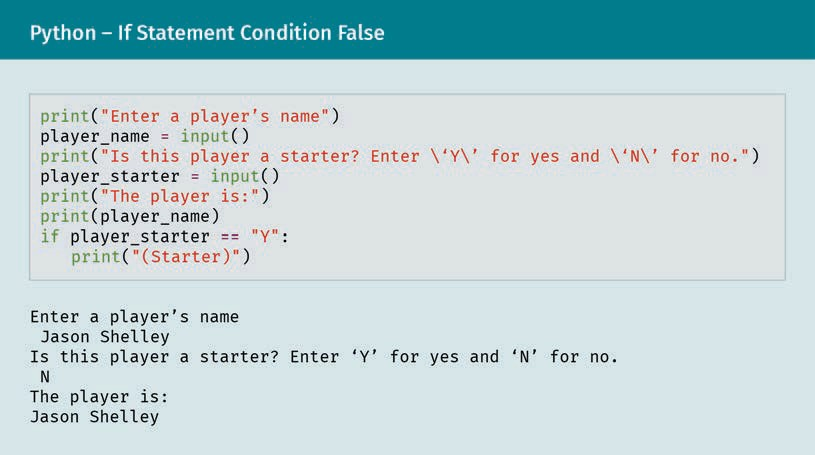 Python – If Statement Condition False
print("Enter a player’s name")
player_name = input()
print("Is this player a starter? Enter \‘Y\’ for yes and \‘N\’ for no.")
player_starter = input()
print("The player is:")
print(player_name)
if player_starter == "Y":
   print("(Starter)")
Enter a player’s name
 Jason Shelley
Is this player a starter? Enter ‘Y’ for yes and ‘N’ for no.
 N
The player is:
Jason Shelley